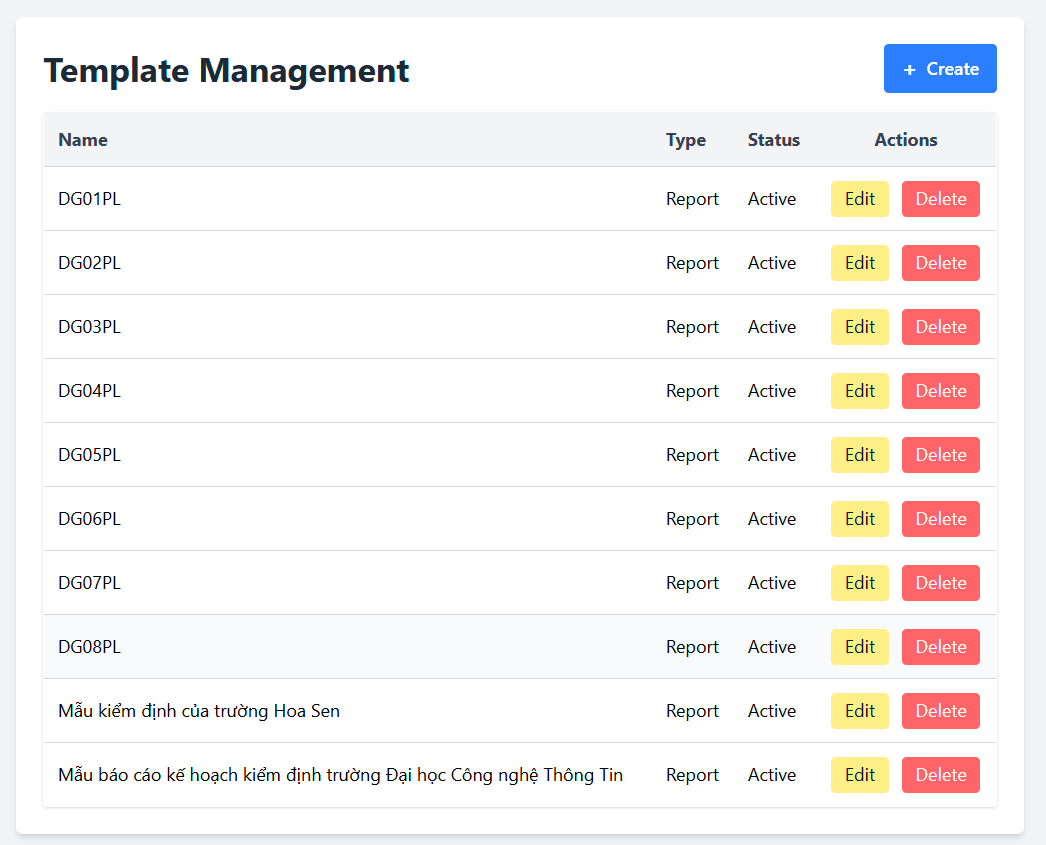 Template Management
+ Create
Name Type Status Actions
DG01PL Report Active Edit Delete
DG02PL Report Active Edit Delete
DG03PL Report Active Edit Delete
DG04PL Report Active Edit Delete
DG05PL Report Active Edit Delete
DG06PL Report Active Edit Delete
DG07PL Report Active Edit Delete
DG08PL Report Active Edit Delete
Mẫu kiểm định của trường Hoa Sen Report Active Edit Delete
Mẫu báo cáo kế hoạch kiểm định trường Đại học Công nghệ Thông Tin Report Active Edit Delete